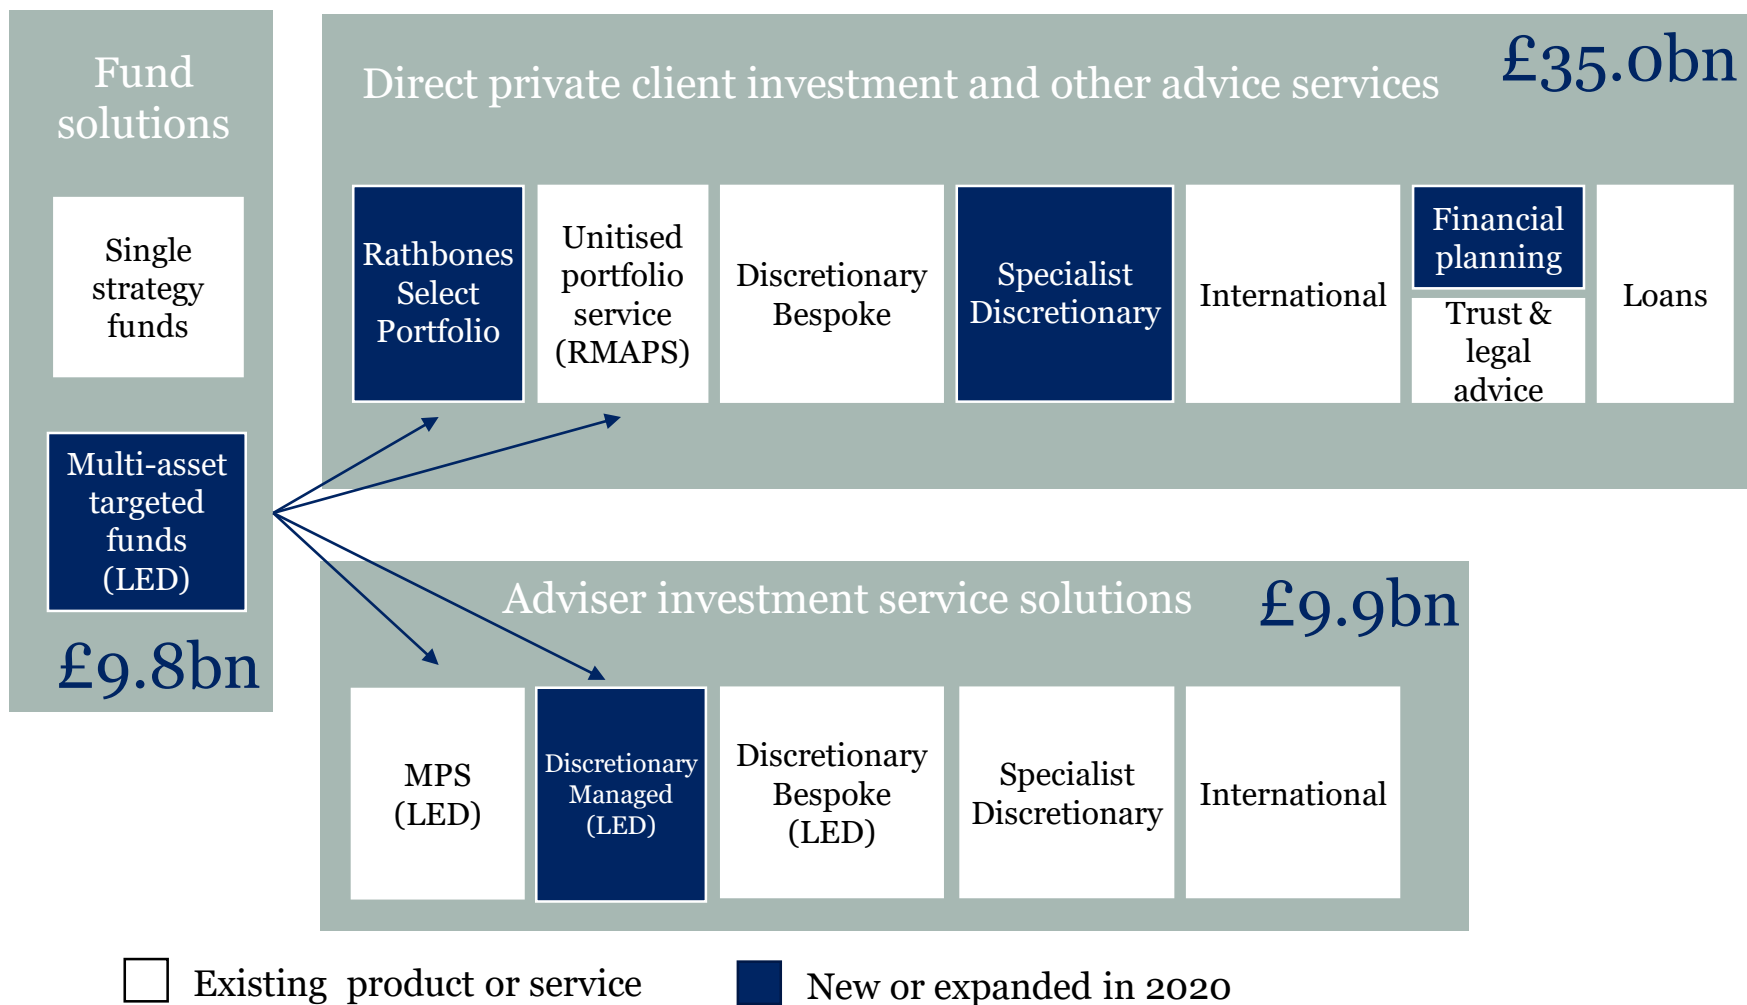 Fund
solutions
Single
strategy
funds
Multi-asset
targeted
funds
(LED)
£9.8bn
Direct private client investment and other advice services
£35.0bn
Rathbones
Select
Portfolio
Unitised
portfolio
service
(RMAPS)
Discretionary
Bespoke
Specialist
Discretionary
International
Financial
planning
Trust &
legal
advice
Loans
Adviser investment service solutions
£9.9bn
MPS
(LED)
Discretionary
Managed
(LED)
Discretionary
Bespoke
(LED)
Specialist
Discretionary
International
Existing product or service
New or expanded in 2020